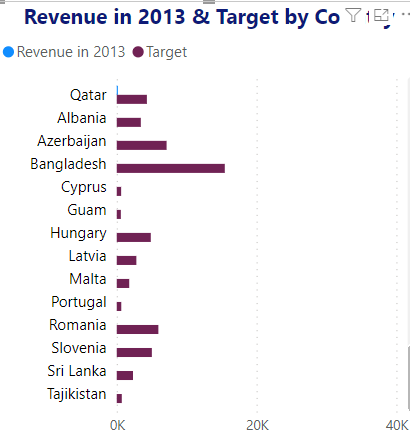 Revenue in 2013 & Target by Co
Revenue in 2013 Target
Qatar
Albania
Azerbaijan
Bangladesh
Cyprus
Guam
Hungary
Latvia
Malta
Portugal
Romania
Slovenia
Sri Lanka
Tajikistan
0K 20K 40K